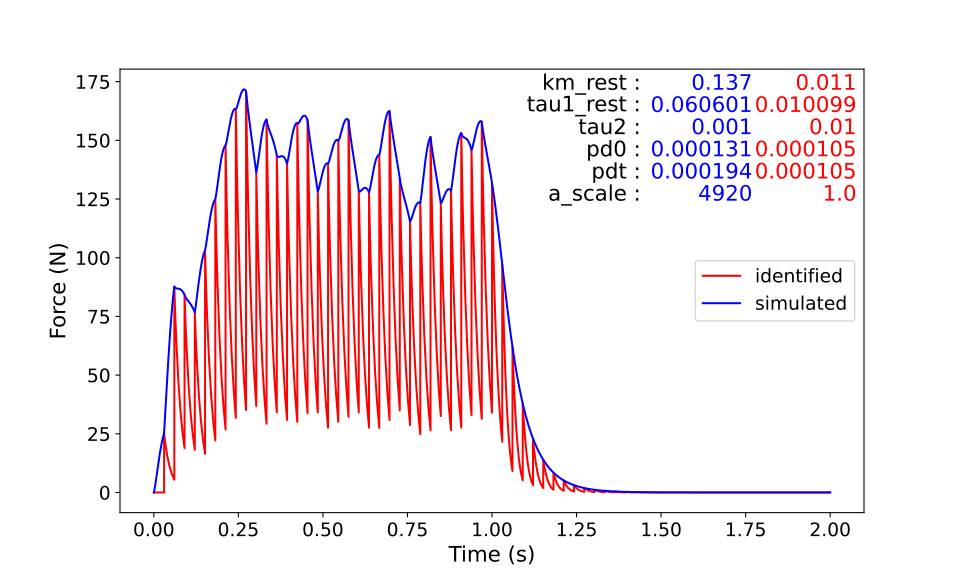 175
150
125
100
75
50
25
0
Force (N)
km_rest : 0.137 0.011
tau1_rest : 0.060601 0.010099
tau2 : 0.001 0.01
pd0 : 0.000131 0.000105
pdt : 0.000194 0.000105
a_scale : 4920 1.0
identified
simulated
0.00 0.25 0.50 0.75 1.00 1.25 1.50 1.75 2.00
Time (s)